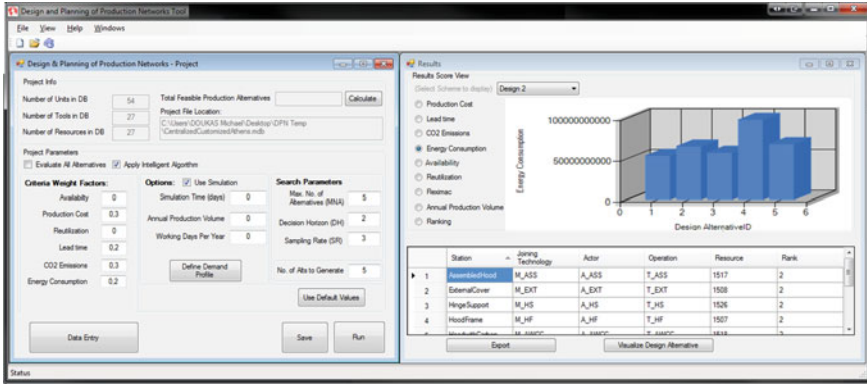 Design and Planning of Production Networks Tool
File View Help Windows
Design & Planning of Production Networks - Project
Project Info
Number of Units in DB 54
Total Feasible Production Alternatives Calculate
Number of Tools in DB 27
Project File Location:
C:\Users\DOUKAS Michael\Desktop\DPN Temp
\CentralizedCustomizedAthens.mdb
Number of Resources in DB 27
Project Parameters
Evaluate All Alternatives Apply Intelligent Algorithm
Criteria Weight Factors:
Availability 0
Production Cost 0,3
Reutilization 0
Lead time 0,2
CO2 Emissions 0,3
Energy Consumption 0,2
Options: Use Simulation
Simulation Time (days) 0
Annual Production Volume 0
Working Days Per Year 0
Define Demand
Profile
Search Parameters
Max. No. of
Alternatives (MNA) 5
Decision Horizon (DH) 2
Sampling Rate (SR) 3
No. of Alts to Generate 5
Use Default Values
Data Entry
Save
Run
Results
Results Score View
(Select Scheme to display) Design 2
Production Cost
Lead time
CO2 Emissions
Energy Consumption
Availability
Reutilization
Fleximac
Annual Production Volume
Ranking
Energy Consumption
100000000000
50000000000
0
0 1 2 3 4 5 6
Design AlternativeID
Station Joining
Technology Actor Operation Resource Rank
1 AssembledHood M_ASS A_ASS T_ASS 1517 2
2 ExternalCover M_EXT A_EXT T_EXT 1508 2
3 HingeSupport M_HS A_HS T_HS 1526 2
4 HoodFrame M_HF A_HF T_HF 1507 2
Export
Visualize Design Alternative
Status